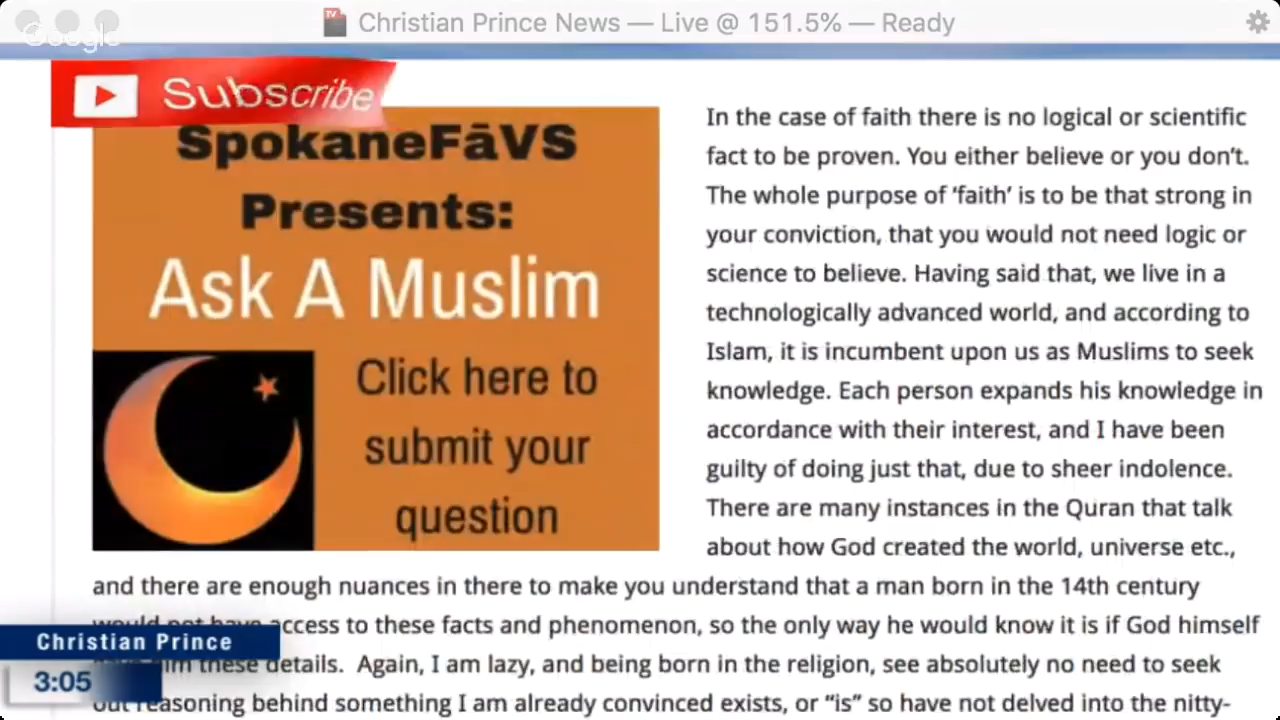 Christian Prince News — Live @ 151.5% — Ready
Google
Subscribe
SpokaneFāVS
Presents:
Ask A Muslim
Click here to
submit your
question
In the case of faith there is no logical or scientific
fact to be proven. You either believe or you don't.
The whole purpose of 'faith' is to be that strong in
your conviction, that you would not need logic or
science to believe. Having said that, we live in a
technologically advanced world, and according to
Islam, it is incumbent upon us as Muslims to seek
knowledge. Each person expands his knowledge in
accordance with their interest, and I have been
guilty of doing just that, due to sheer indolence.
There are many instances in the Quran that talk
about how God created the world, universe etc.,
and there are enough nuances in there to make you understand that a man born in the 14th century
would not have access to these facts and phenomenon, so the only way he would know it is if God himself
him these details. Again, I am lazy, and being born in the religion, see absolutely no need to seek
out reasoning behind something I am already convinced exists, or “is” so have not delved into the nitty-
Christian Prince
3:05
TV